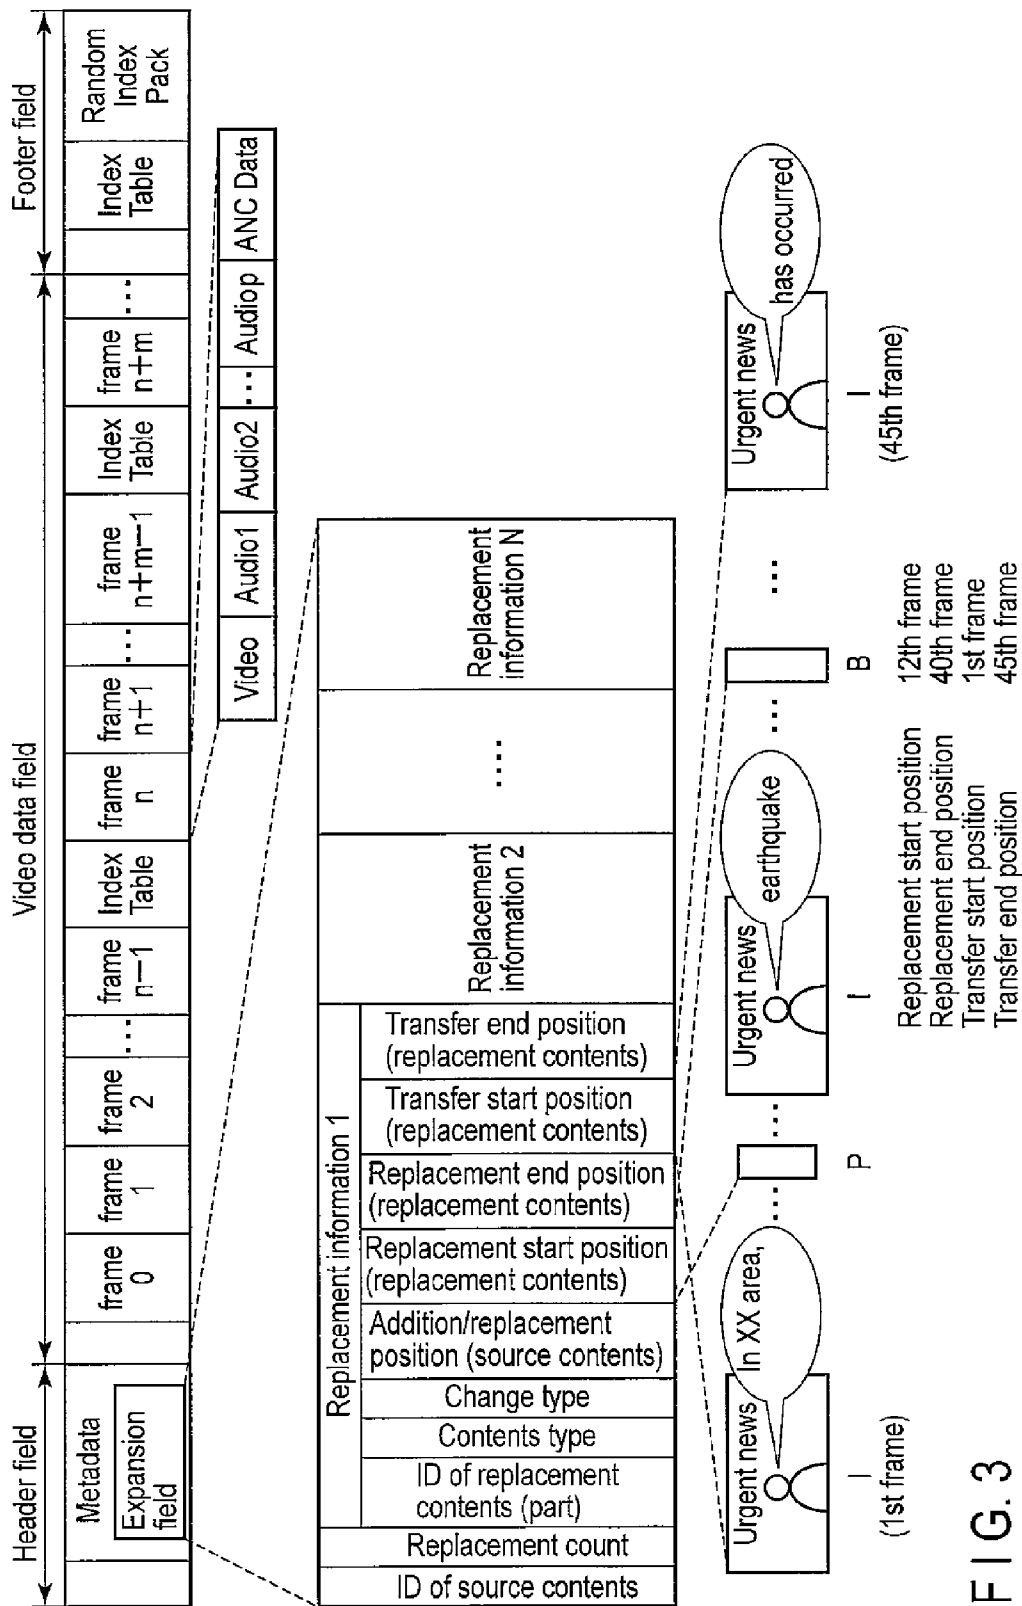 Header field
Video data field
Footer field
Metadata
Expansion
field
frame
0
frame
1
frame
2
...
frame
n-1
Index
Table
frame
n
frame
n+1
...
frame
n+m-1
Index
Table
frame
n+m
...
Index
Table
Random
Index
Pack
Video
Audio1
Audio2
...
Audiop
ANC Data
ID of source contents
Replacement count
Replacement information 1
ID of replacement
contents (part)
Contents type
Change type
Addition/replacement
position (source contents)
Replacement start position
(replacement contents)
Replacement end position
(replacement contents)
Transfer start position
(replacement contents)
Transfer end position
(replacement contents)
Replacement
information 2
....
Replacement
information N
Urgent news
In XX area,
I
(1st frame)
...
P
...
Urgent news
earthquake
I
...
B
...
Urgent news
has occurred
I
(45th frame)
Replacement start position 12th frame
Replacement end position 40th frame
Transfer start position 1st frame
Transfer end position 45th frame
FIG. 3